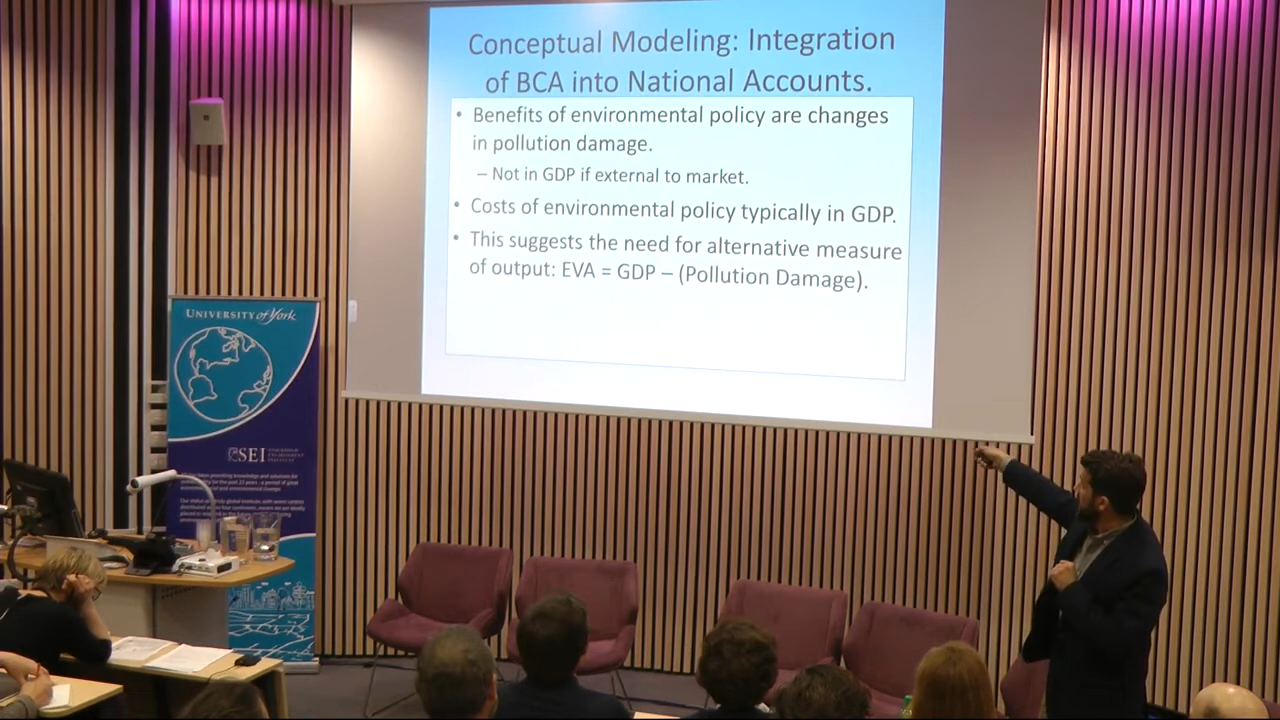 Conceptual Modeling: Integration
of BCA into National Accounts.
• Benefits of environmental policy are changes
in pollution damage.
– Not in GDP if external to market.
• Costs of environmental policy typically in GDP.
• This suggests the need for alternative measure
of output: EVA = GDP – (Pollution Damage).
UNIVERSITY of York
SEI